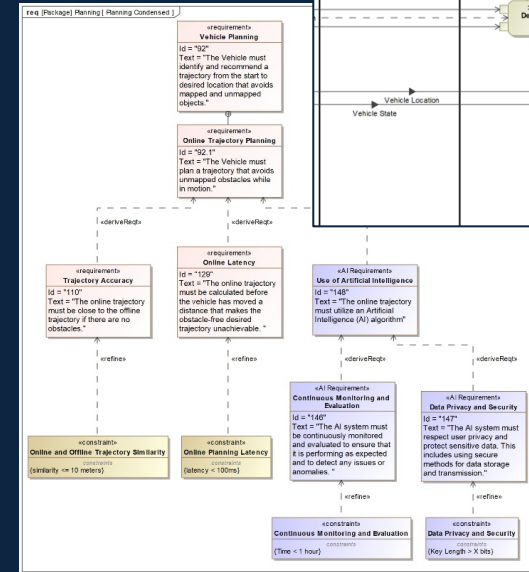 req [Package] Planning [ Planning Condensed ]
«requirement»
Vehicle Planning
Id = "92"
Text = "The Vehicle must
identify and recommend a
trajectory from the start to
desired location that avoids
mapped and unmapped
objects."
De
Vehicle Location
Vehicle State
«requirement»
Online Trajectory Planning
Id = "92.1"
Text = "The Vehicle must
plan a trajectory that avoids
unmapped obstacles while
in motion."
«deriveReqt»
«deriveReqt»
«requirement»
Trajectory Accuracy
Id = "110"
Text = "The online trajectory
must be close to the offline
trajectory if there are no
obstacles."
«requirement»
Online Latency
Id = "129"
Text = "The online trajectory
must be calculated before
the vehicle has moved a
distance that makes the
obstacle-free desired
trajectory unachievable. "
«AI Requirement»
Use of Artificial Intelligence
Id = "148"
Text = "The online trajectory
must utilize an Artificial
Intelligence (AI) algorithm"
«refine»
«refine»
«deriveReqt»
«deriveReqt»
«AI Requirement»
Continuous Monitoring and
Evaluation
Id = "146"
Text = "The AI system must
be continuously monitored
and evaluated to ensure that
it is performing as expected
and to detect any issues or
anomalies. "
«AI Requirement»
Data Privacy and Security
Id = "147"
Text = "The AI system must
respect user privacy and
protect sensitive data. This
includes using secure
methods for data storage
and transmission."
«constraint»
Online and Offline Trajectory Similarity
constraints
{similarity <= 10 meters}
«constraint»
Online Planning Latency
constraints
{latency < 100ms}
«refine»
«refine»
«constraint»
Continuous Monitoring and Evaluation
constraints
{Time < 1 hour}
«constraint»
Data Privacy and Security
constraints
{Key Length > X bits}